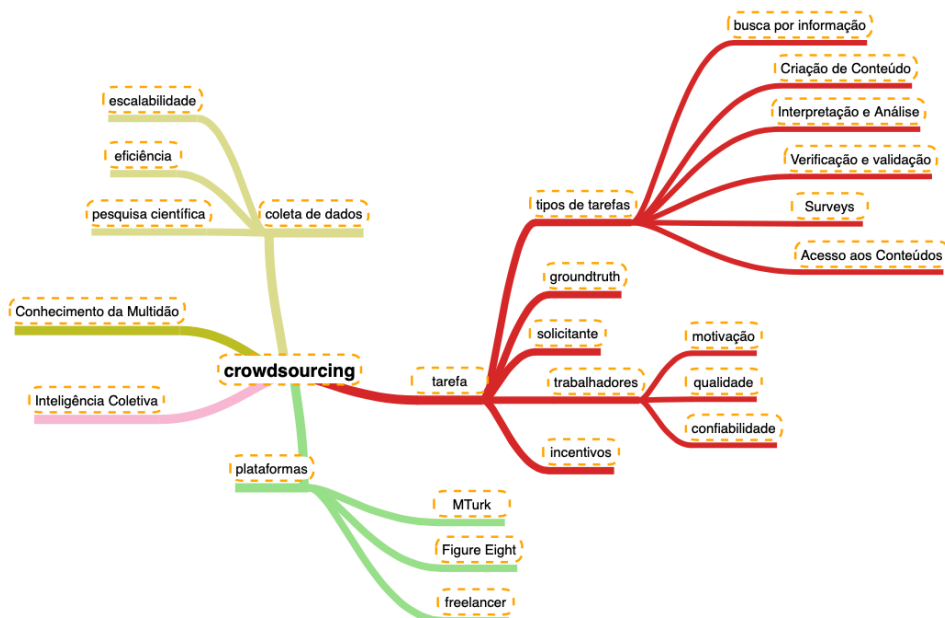 busca por informação
Criação de Conteúdo
Interpretação e Análise
Verificação e validação
Surveys
Acesso aos Conteúdos
tipos de tarefas
groundtruth
solicitante
tarefa
trabalhadores
motivação
qualidade
confiabilidade
incentivos
escalabilidade
eficiência
pesquisa científica
coleta de dados
Conhecimento da Multidão
crowdsourcing
Inteligência Coletiva
plataformas
MTurk
Figure Eight
freelancer